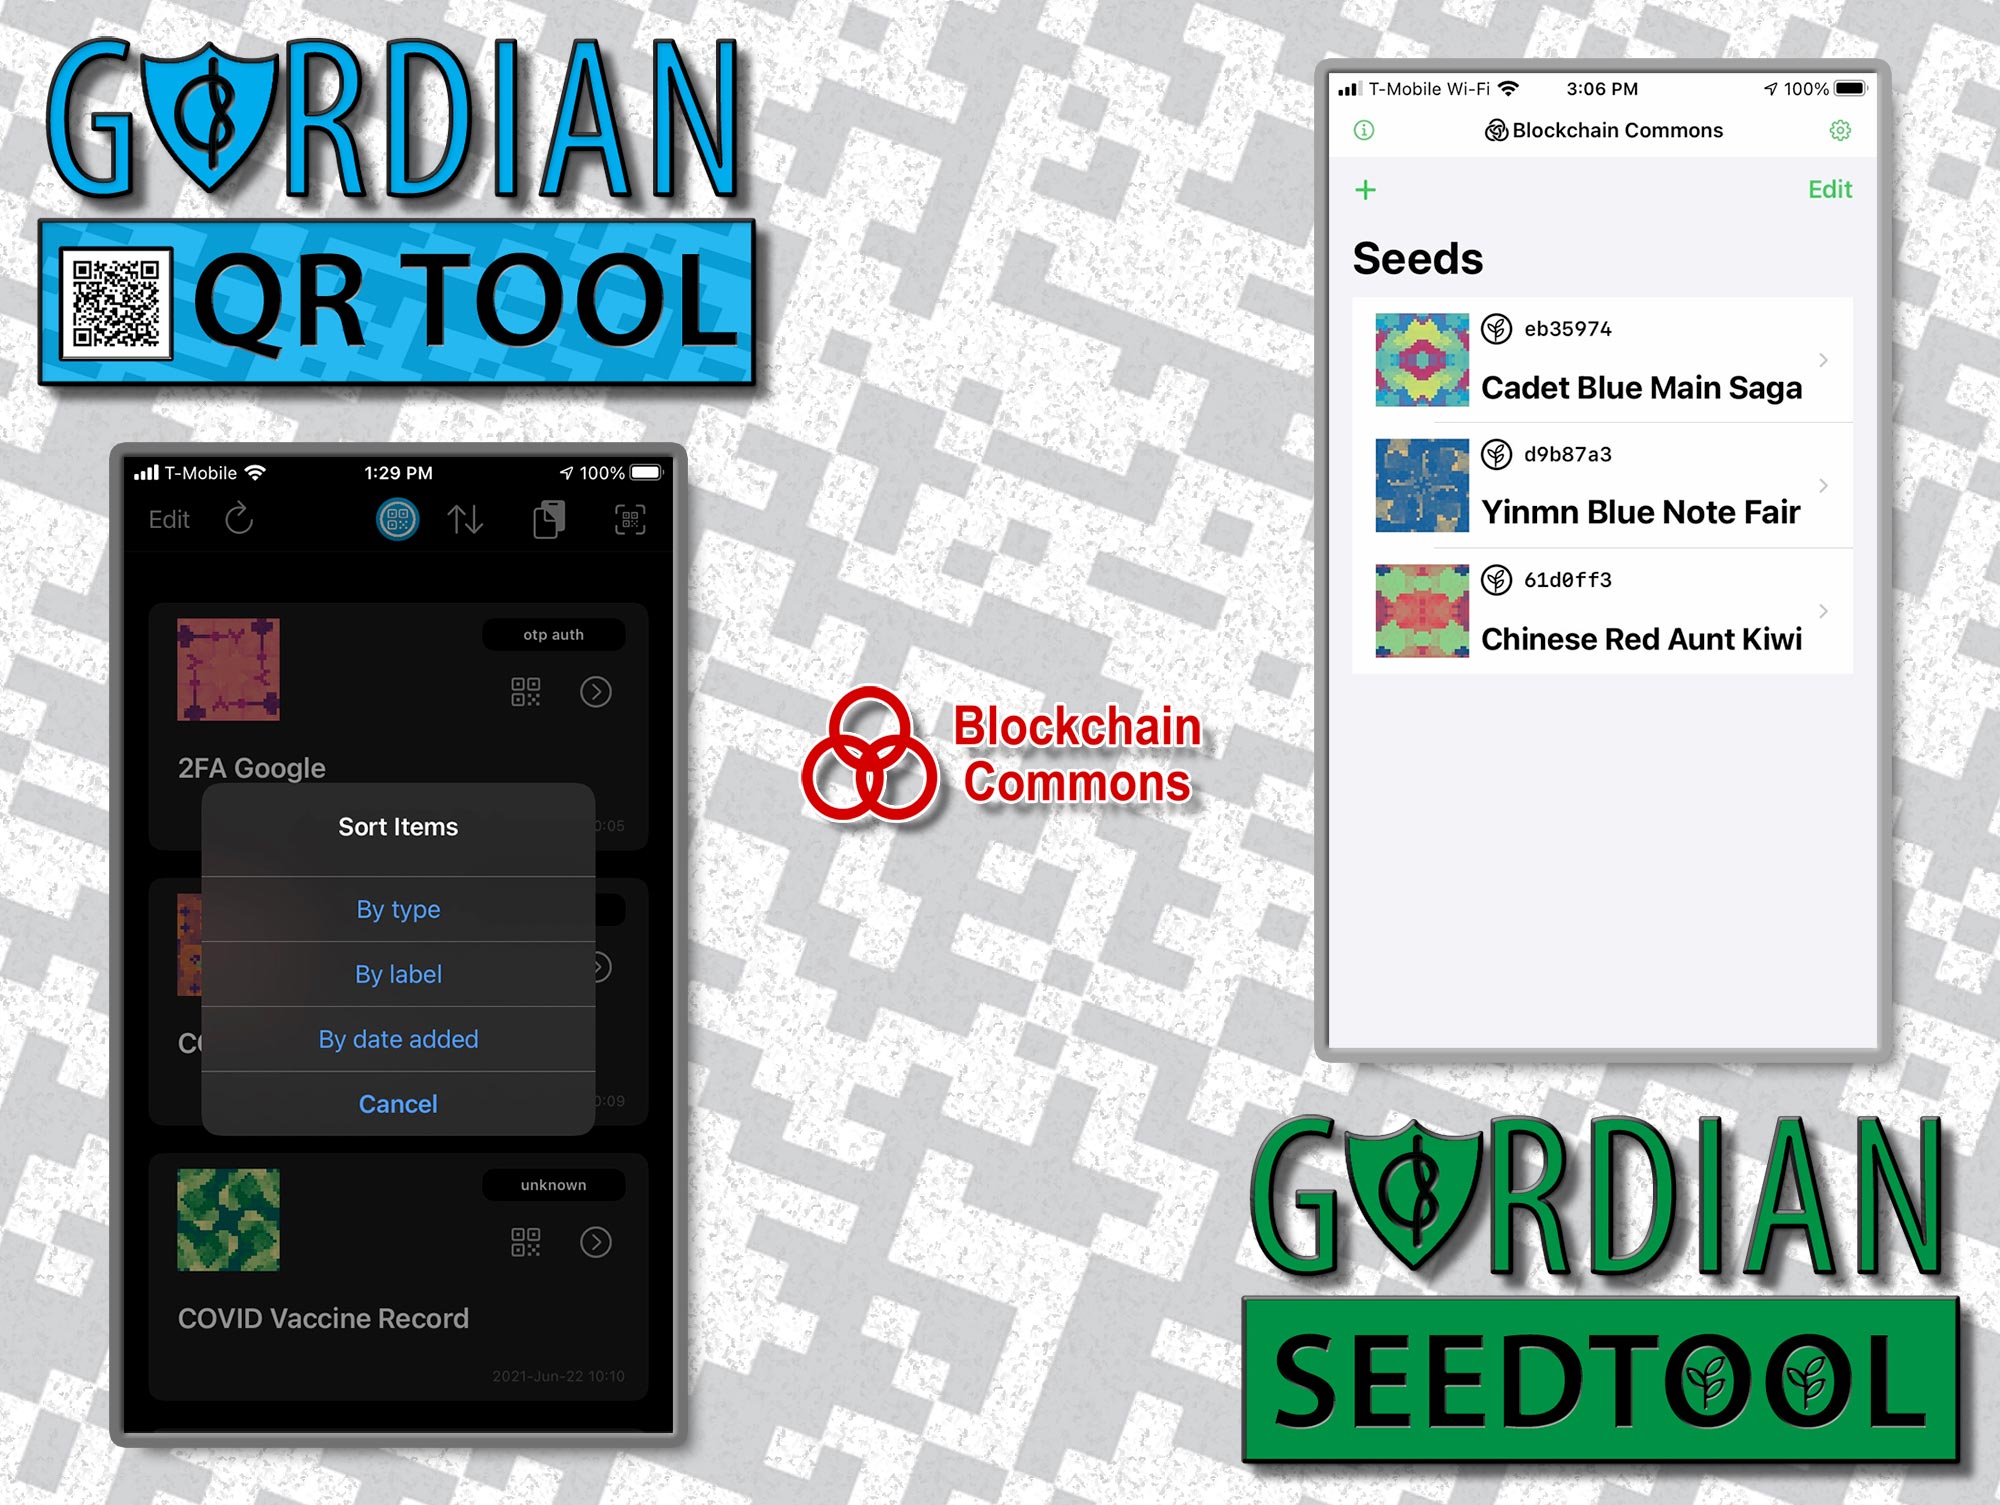 GORDIAN
QR TOOL
T-Mobile 1:29 PM 100%
Edit
otp auth
2FA Google
Sort Items
By type
By label
By date added
Cancel
unknown
COVID Vaccine Record
2021-Jun-22 10:10
Blockchain
Commons
T-Mobile Wi-Fi 3:06 PM 100%
Blockchain Commons
+ Edit
Seeds
eb35974
Cadet Blue Main Saga
d9b87a3
Yinmn Blue Note Fair
61d0ff3
Chinese Red Aunt Kiwi
GORDIAN
SEEDTOOL